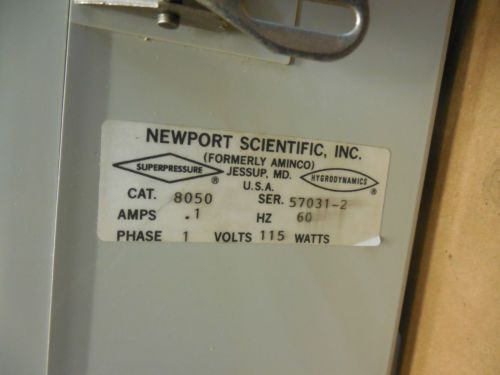 NEWPORT SCIENTIFIC, INC.
(FORMERLY AMINCO)
SUPERPRESSURE ® JESSUP, MD. HYGRODYNAMICS ®
U.S.A.
CAT. 8050 SER. 57031-2
AMPS .1 HZ 60
PHASE 1 VOLTS 115 WATTS